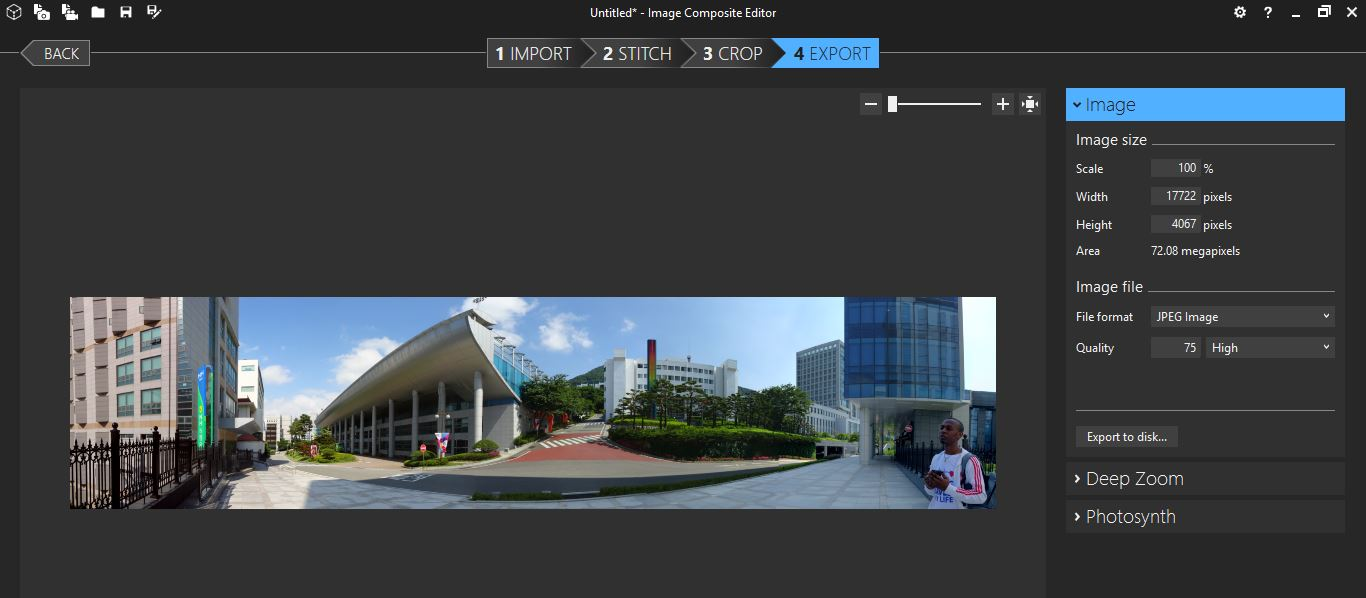 Untitled* - Image Composite Editor
BACK
1 IMPORT
2 STITCH
3 CROP
4 EXPORT
Image
Image size
Scale 100 %
Width 17722 pixels
Height 4067 pixels
Area 72.08 megapixels
Image file
File format JPEG Image
Quality 75 High
Export to disk...
Deep Zoom
Photosynth
LIFE